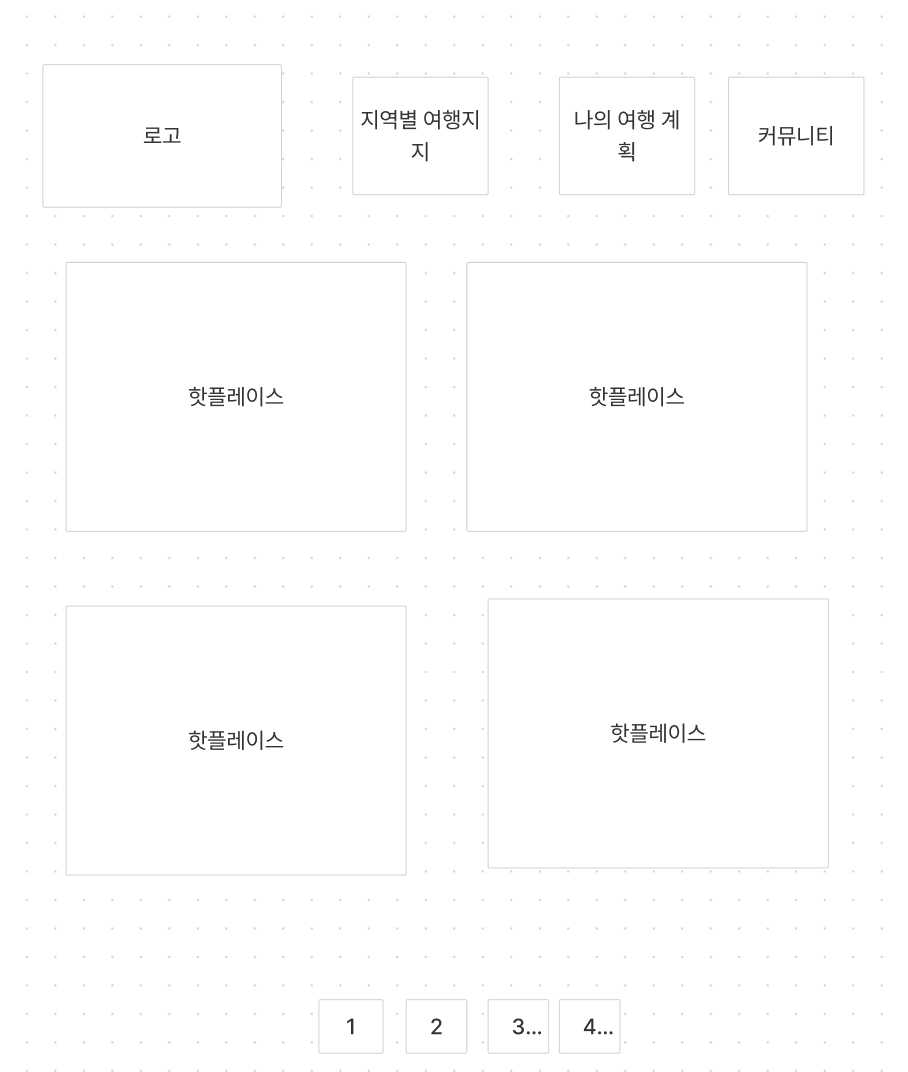 로고
지역별 여행지
지
나의 여행 계
획
커뮤니티
핫플레이스
핫플레이스
핫플레이스
핫플레이스
1
2
3...
4...